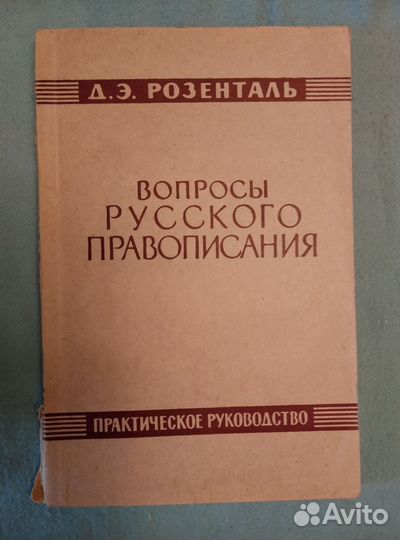 Д.Э. РОЗЕНТАЛЬ
ВОПРОСЫ
РУССКОГО
ПРАВОПИСАНИЯ
ПРАКТИЧЕСКОЕ РУКОВОДСТВО
Avito